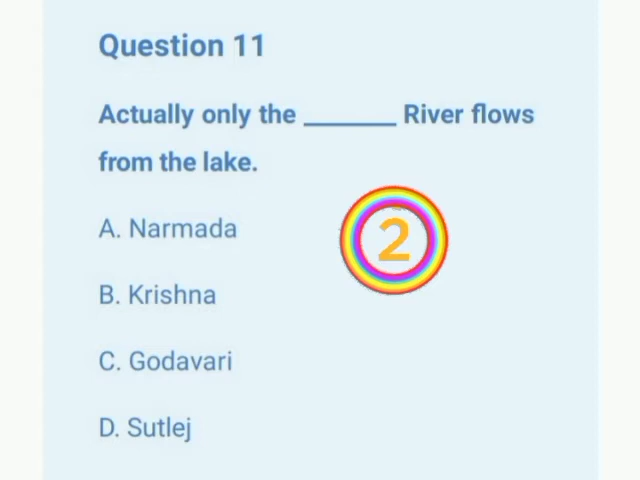 Question 11
Actually only the _______ River flows
from the lake.
A. Narmada
2
B. Krishna
C. Godavari
D. Sutlej